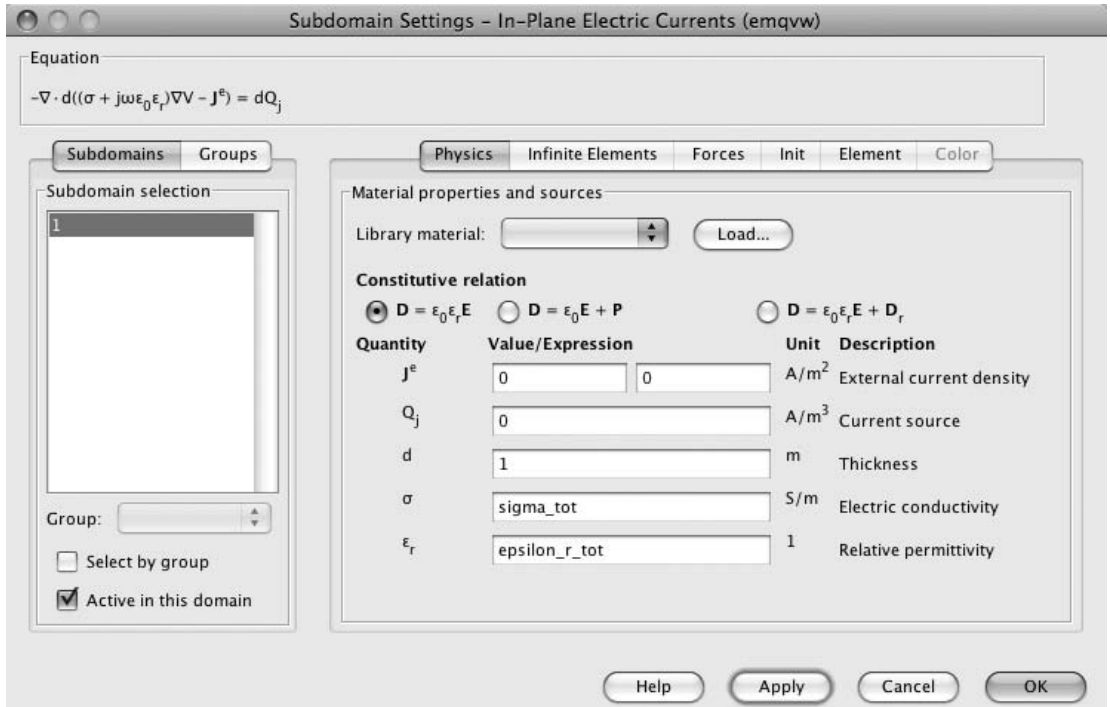 Subdomain Settings – In-Plane Electric Currents (emqvw)
Equation
-∇ · d((σ + jωε₀εᵣ)∇V – Jᵉ) = dQⱼ
Subdomains Groups
Subdomain selection
1
Group:
Select by group
Active in this domain
Physics Infinite Elements Forces Init Element Color
Material properties and sources
Library material: Load...
Constitutive relation
D = ε₀εᵣE D = ε₀E + P D = ε₀εᵣE + Dᵣ
Quantity Value/Expression Unit Description
Jᵉ 0 0 A/m² External current density
Qⱼ 0 A/m³ Current source
d 1 m Thickness
σ sigma_tot S/m Electric conductivity
εᵣ epsilon_r_tot 1 Relative permittivity
Help Apply Cancel OK